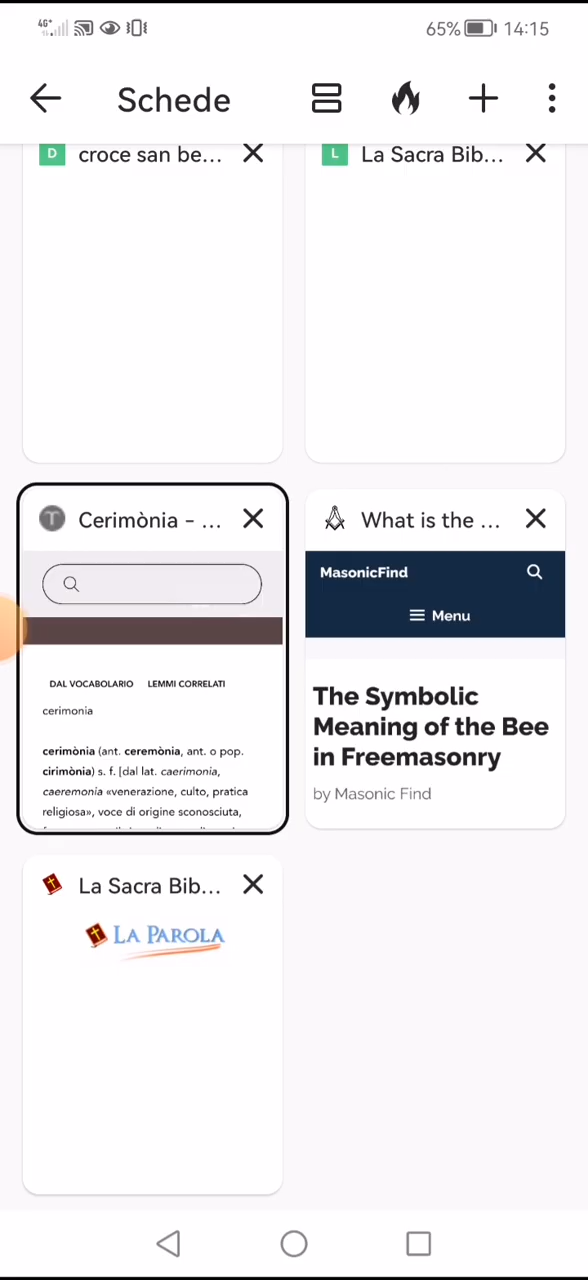 4G+ 65% 14:15
Schede
D croce san be...
L La Sacra Bib...
T Cerimònia - ...
DAL VOCABOLARIO LEMMI CORRELATI
cerimonia
cerimònia (ant. ceremònia, ant. o pop.
cirimònia) s. f. [dal lat. caerimonia,
caeremonia «venerazione, culto, pratica
religiosa», voce di origine sconosciuta,
What is the ...
MasonicFind
Menu
The Symbolic
Meaning of the Bee
in Freemasonry
by Masonic Find
La Sacra Bib...
LA PAROLA